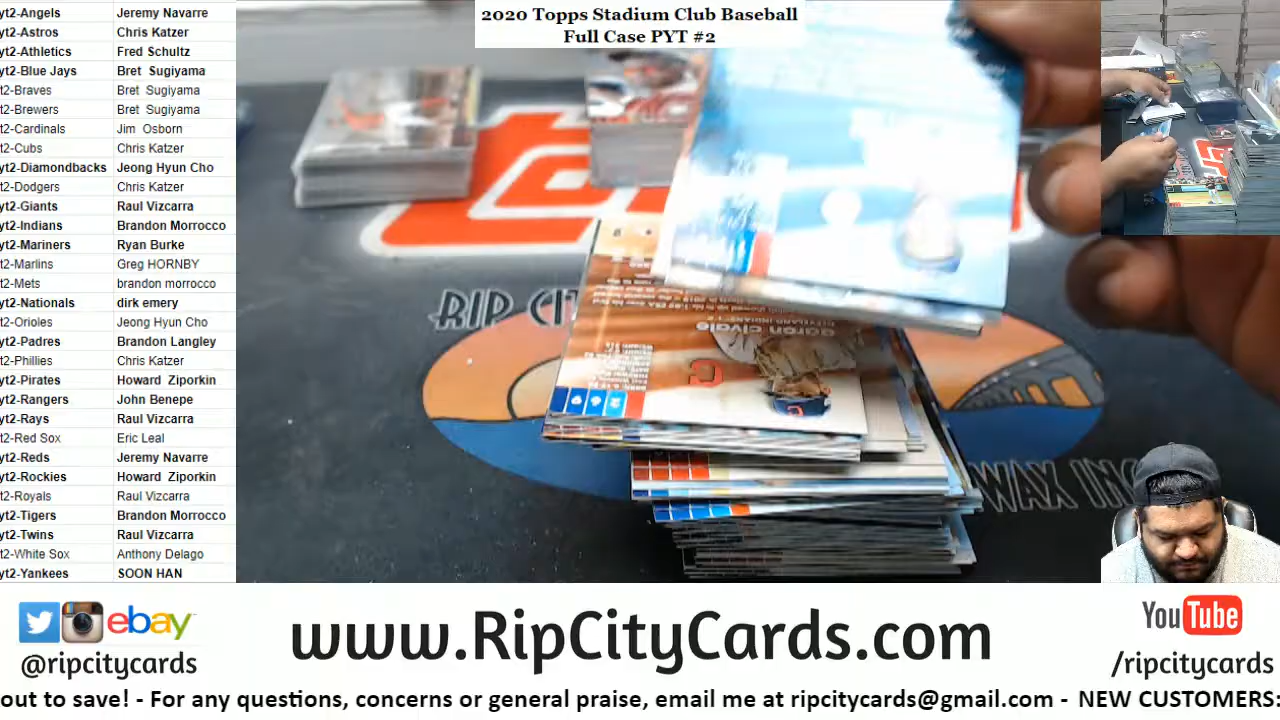 2020 Topps Stadium Club Baseball
Full Case PYT #2
yt2-Angels Jeremy Navarre
t2-Astros Chris Katzer
yt2-Athletics Fred Schultz
yt2-Blue Jays Bret Sugiyama
t2-Braves Bret Sugiyama
t2-Brewers Bret Sugiyama
t2-Cardinals Jim Osborn
t2-Cubs Chris Katzer
yt2-Diamondbacks Jeong Hyun Cho
t2-Dodgers Chris Katzer
yt2-Giants Raul Vizcarra
yt2-Indians Brandon Morrocco
yt2-Mariners Ryan Burke
t2-Marlins Greg HORNBY
t2-Mets brandon morrocco
yt2-Nationals dirk emery
t2-Orioles Jeong Hyun Cho
yt2-Padres Brandon Langley
t2-Phillies Chris Katzer
yt2-Pirates Howard Ziporkin
yt2-Rangers John Benepe
yt2-Rays Raul Vizcarra
t2-Red Sox Eric Leal
yt2-Reds Jeremy Navarre
yt2-Rockies Howard Ziporkin
t2-Royals Raul Vizcarra
yt2-Tigers Brandon Morrocco
yt2-Twins Raul Vizcarra
t2-White Sox Anthony Delago
yt2-Yankees SOON HAN
RIP CIT
aaron civale
C
C
WAX INC
ebay
@ripcitycards
www.RipCityCards.com
YouTube
/ripcitycards
out to save! - For any questions, concerns or general praise, email me at ripcitycards@gmail.com - NEW CUSTOMERS: